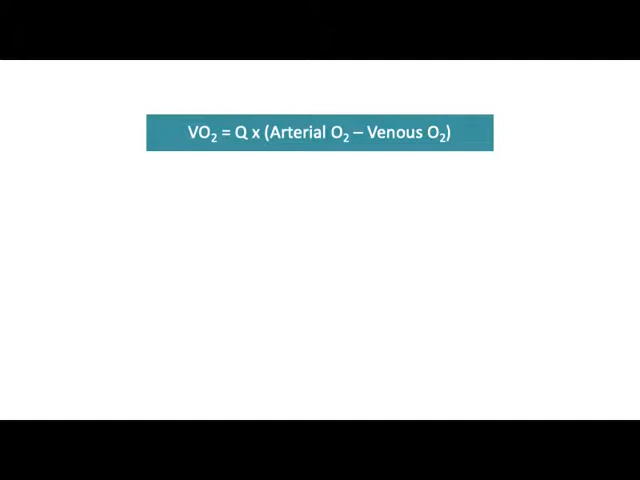 VO₂ = Q x (Arterial O₂ – Venous O₂)